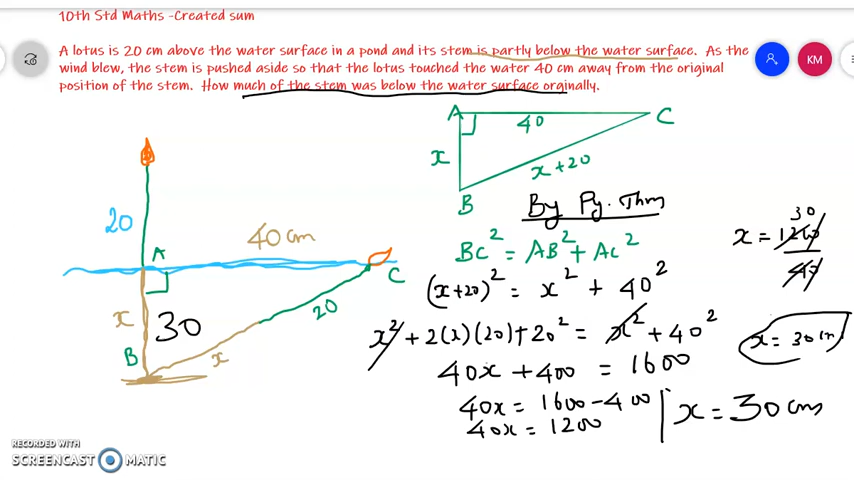 10th Std Maths -Created sum
A lotus is 20 cm above the water surface in a pond and its stem is partly below the water surface. As the
wind blew, the stem is pushed aside so that the lotus touched the water 40 cm away from the original
position of the stem. How much of the stem was below the water surface orginally.
KM
A
40
C
x
x+20
B
By Py. Thm
BC² = AB² + AC²
(x+20)² = x² + 40²
x² + 2(x)(20) + 20² = x² + 40²
40x + 400 = 1600
40x = 1600 - 400
40x = 1200
x = 30 cm
30
x = 1200
40
x = 30 cm
20
A
40 cm
C
x
30
20
B
x
RECORDED WITH
SCREENCAST MATIC